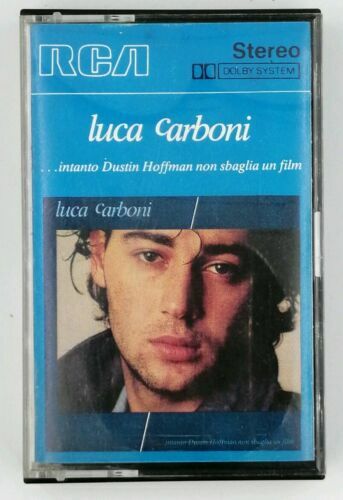 RCA
Stereo
DOLBY SYSTEM
luca carboni
...intanto Dustin Hoffman non sbaglia un film
luca carboni
intanto Dustin Hoffman non sbaglia un film